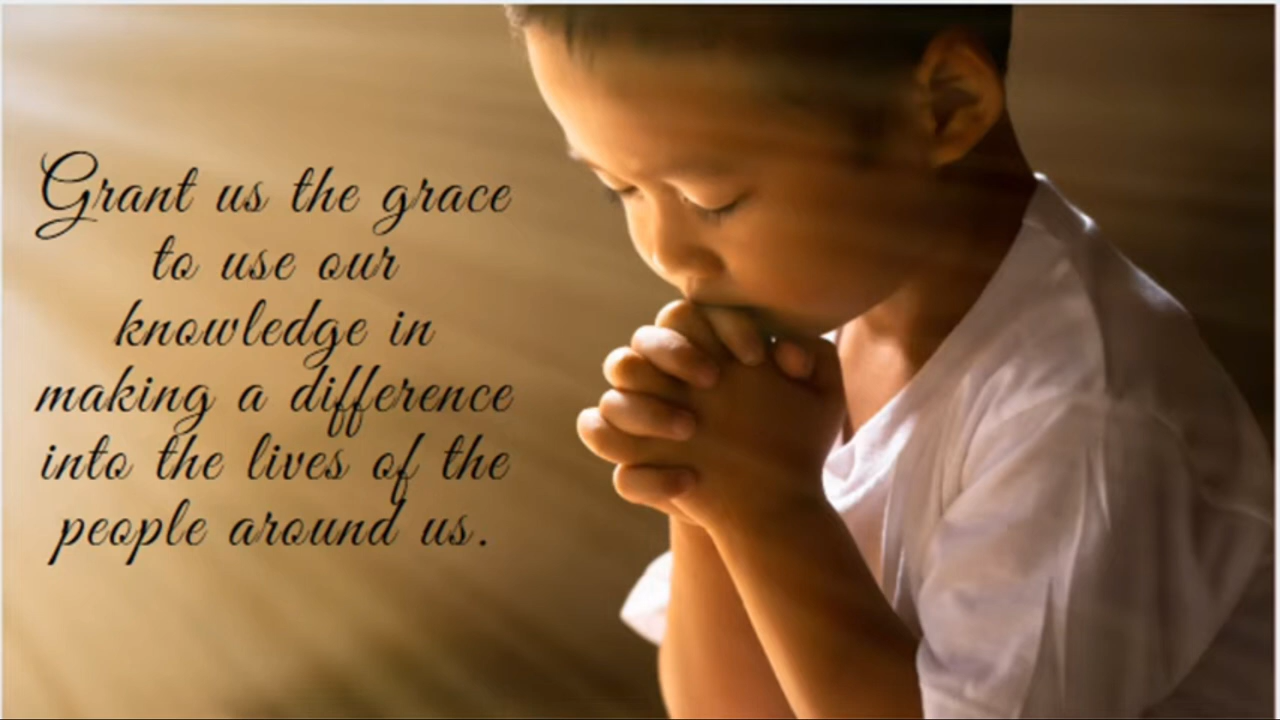 Grant us the grace
to use our
knowledge in
making a difference
into the lives of the
people around us.